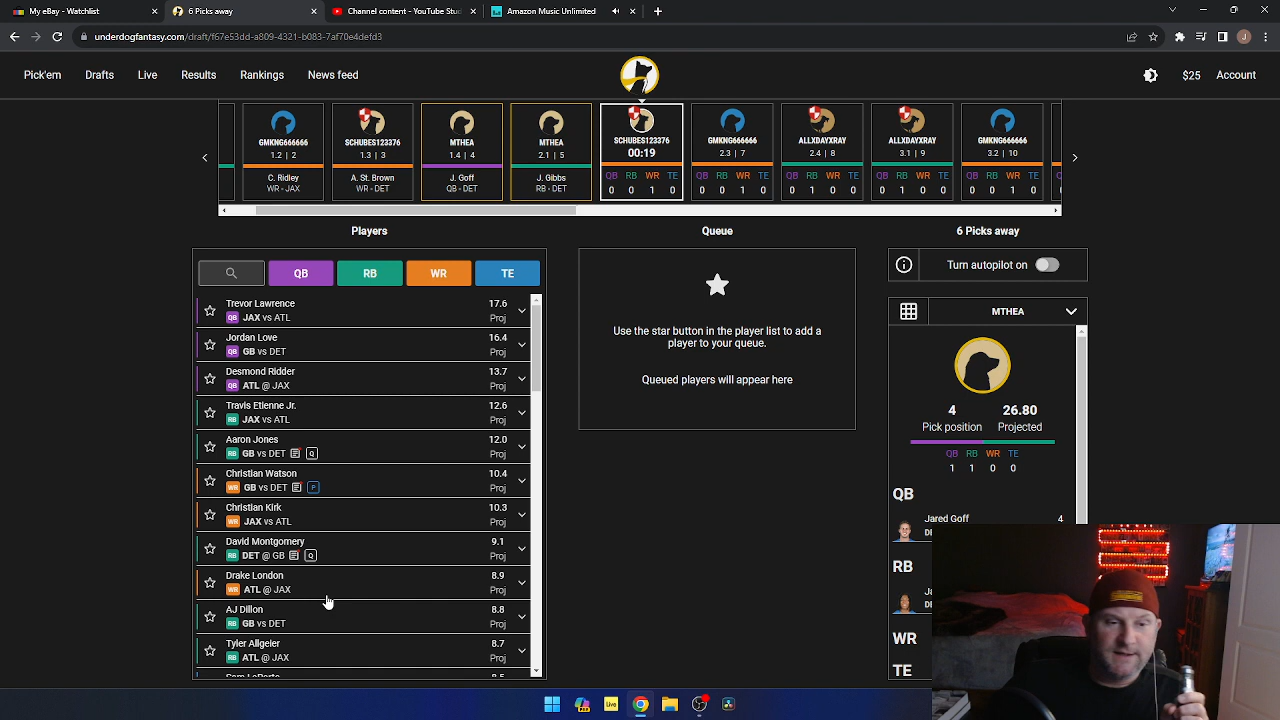 My eBay - Watchlist
6 Picks away
Channel content - YouTube Stud
Amazon Music Unlimited
underdogfantasy.com/draft/f67e53dd-a809-4321-b083-7af70e4defd3
J
Pick'em
Drafts
Live
Results
Rankings
News feed
$25
Account
GMKNG666666
1.2 | 2
C. Ridley
WR - JAX
SCHUBES123376
1.3 | 3
A. St. Brown
WR - DET
MTHEA
1.4 | 4
J. Goff
QB - DET
MTHEA
2.1 | 5
J. Gibbs
RB - DET
SCHUBES123376
00:19
QB RB WR TE
0 0 1 0
GMKNG666666
2.3 | 7
QB RB WR TE
0 0 1 0
ALLXDAYXRAY
2.4 | 8
QB RB WR TE
0 1 0 0
ALLXDAYXRAY
3.1 | 9
QB RB WR TE
0 1 0 0
GMKNG666666
3.2 | 10
QB RB WR TE
0 0 1 0
Players
Queue
6 Picks away
QB RB WR TE
Trevor Lawrence 17.6
QB JAX vs ATL Proj
Jordan Love 16.4
QB GB vs DET Proj
Desmond Ridder 13.7
QB ATL @ JAX Proj
Travis Etienne Jr. 12.6
RB JAX vs ATL Proj
Aaron Jones 12.0
RB GB vs DET Q Proj
Christian Watson 10.4
WR GB vs DET P Proj
Christian Kirk 10.3
WR JAX vs ATL Proj
David Montgomery 9.1
RB DET @ GB Q Proj
Drake London 8.9
WR ATL @ JAX Proj
AJ Dillon 8.8
RB GB vs DET Proj
Tyler Allgeier 8.7
RB ATL @ JAX Proj
Use the star button in the player list to add a
player to your queue.
Queued players will appear here
Turn autopilot on
MTHEA
4 26.80
Pick position Projected
QB RB WR TE
1 1 0 0
QB
Jared Goff 4
RB
WR
TE
Live